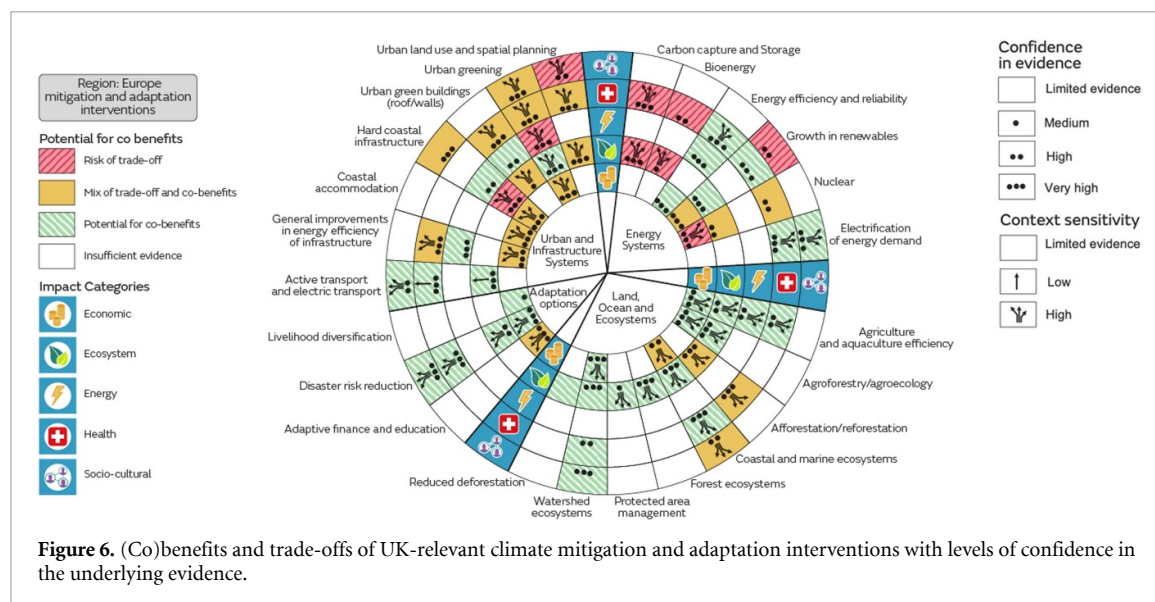 Region: Europe
mitigation and adaptation
interventions
Potential for co benefits
Risk of trade-off
Mix of trade-off and co-benefits
Potential for co-benefits
Insufficient evidence
Impact Categories
Economic
Ecosystem
Energy
Health
Socio-cultural
Urban land use and spatial planning
Urban greening
Urban green buildings
(roof/walls)
Hard coastal
infrastructure
Coastal
accommodation
General improvements
in energy efficiency
of infrastructure
Active transport
and electric transport
Livelihood diversification
Disaster risk reduction
Adaptive finance and education
Reduced deforestation
Watershed
ecosystems
Protected area
management
Forest ecosystems
Coastal and marine ecosystems
Afforestation/reforestation
Agroforestry/agroecology
Agriculture
and aquaculture efficiency
Electrification
of energy demand
Nuclear
Growth in renewables
Energy efficiency and reliability
Bioenergy
Carbon capture and Storage
Urban and
Infrastructure
Systems
Energy
Systems
Adaptation
options
Land,
Ocean and
Ecosystems
Confidence
in evidence
Limited evidence
Medium
High
Very high
Context sensitivity
Limited evidence
Low
High
Figure 6. (Co)benefits and trade-offs of UK-relevant climate mitigation and adaptation interventions with levels of confidence in
the underlying evidence.